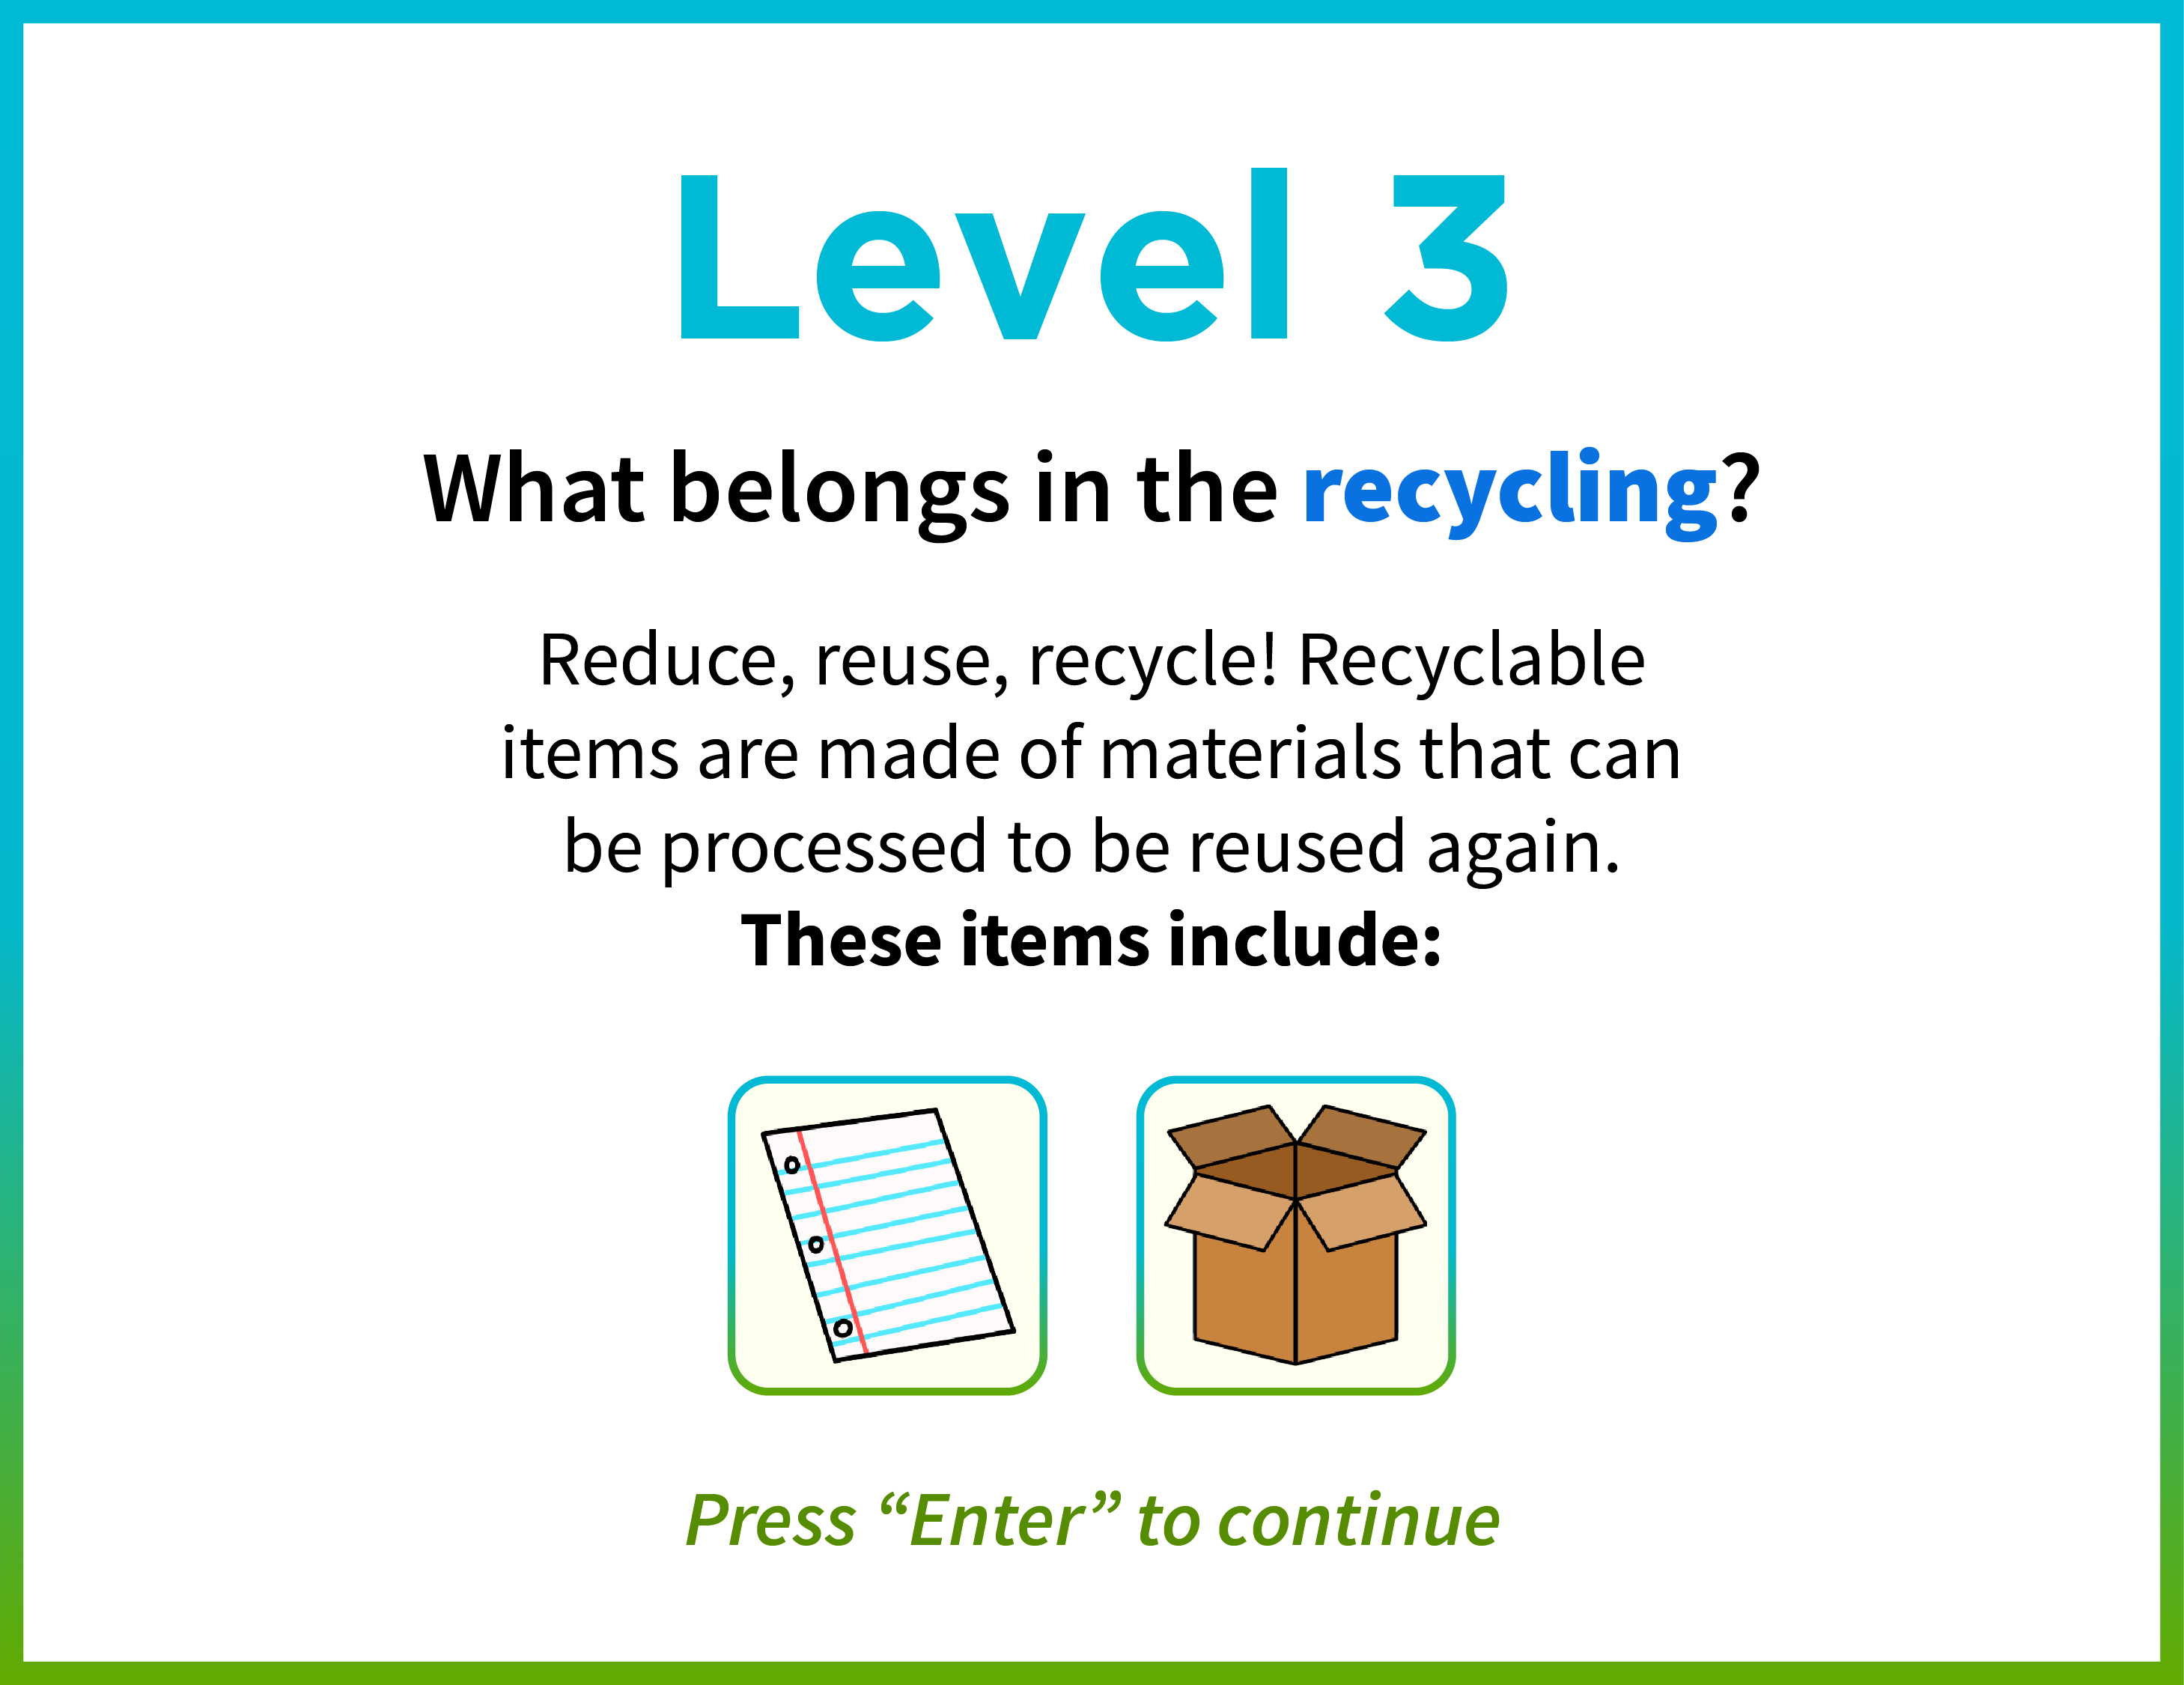 Level 3
What belongs in the recycling?
Reduce, reuse, recycle! Recyclable
items are made of materials that can
be processed to be reused again.
These items include:
Press “Enter” to continue